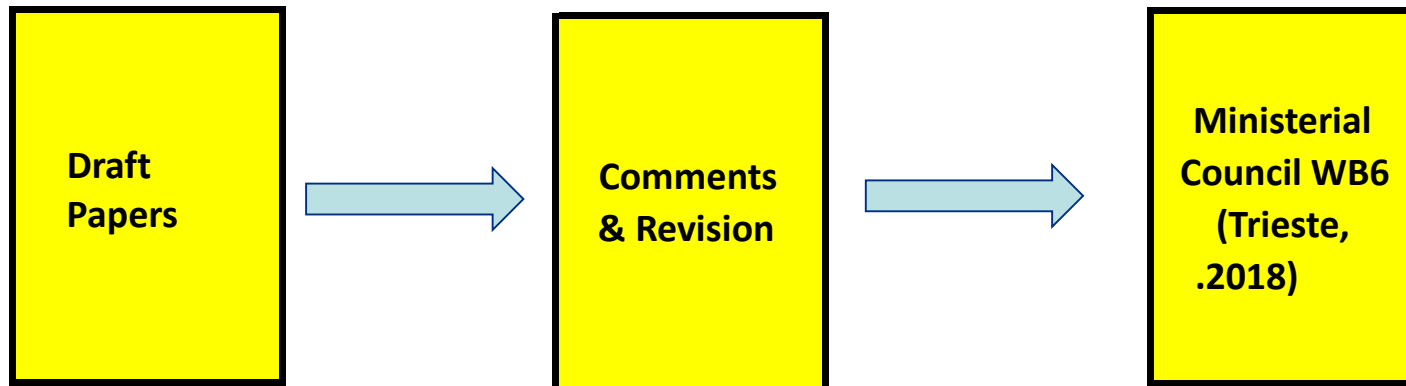 Draft
Papers
Comments
& Revision
Ministerial
Council WB6
(Trieste,
.2018)